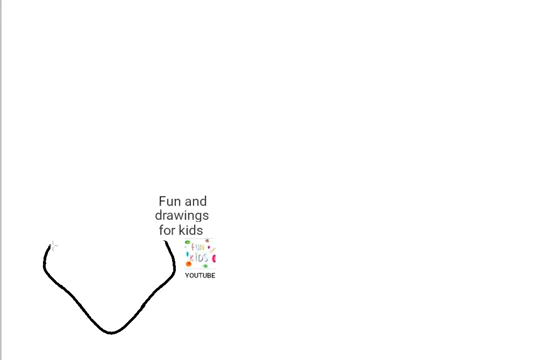 Fun and
drawings
for kids
FUN
KIDS
YOUTUBE